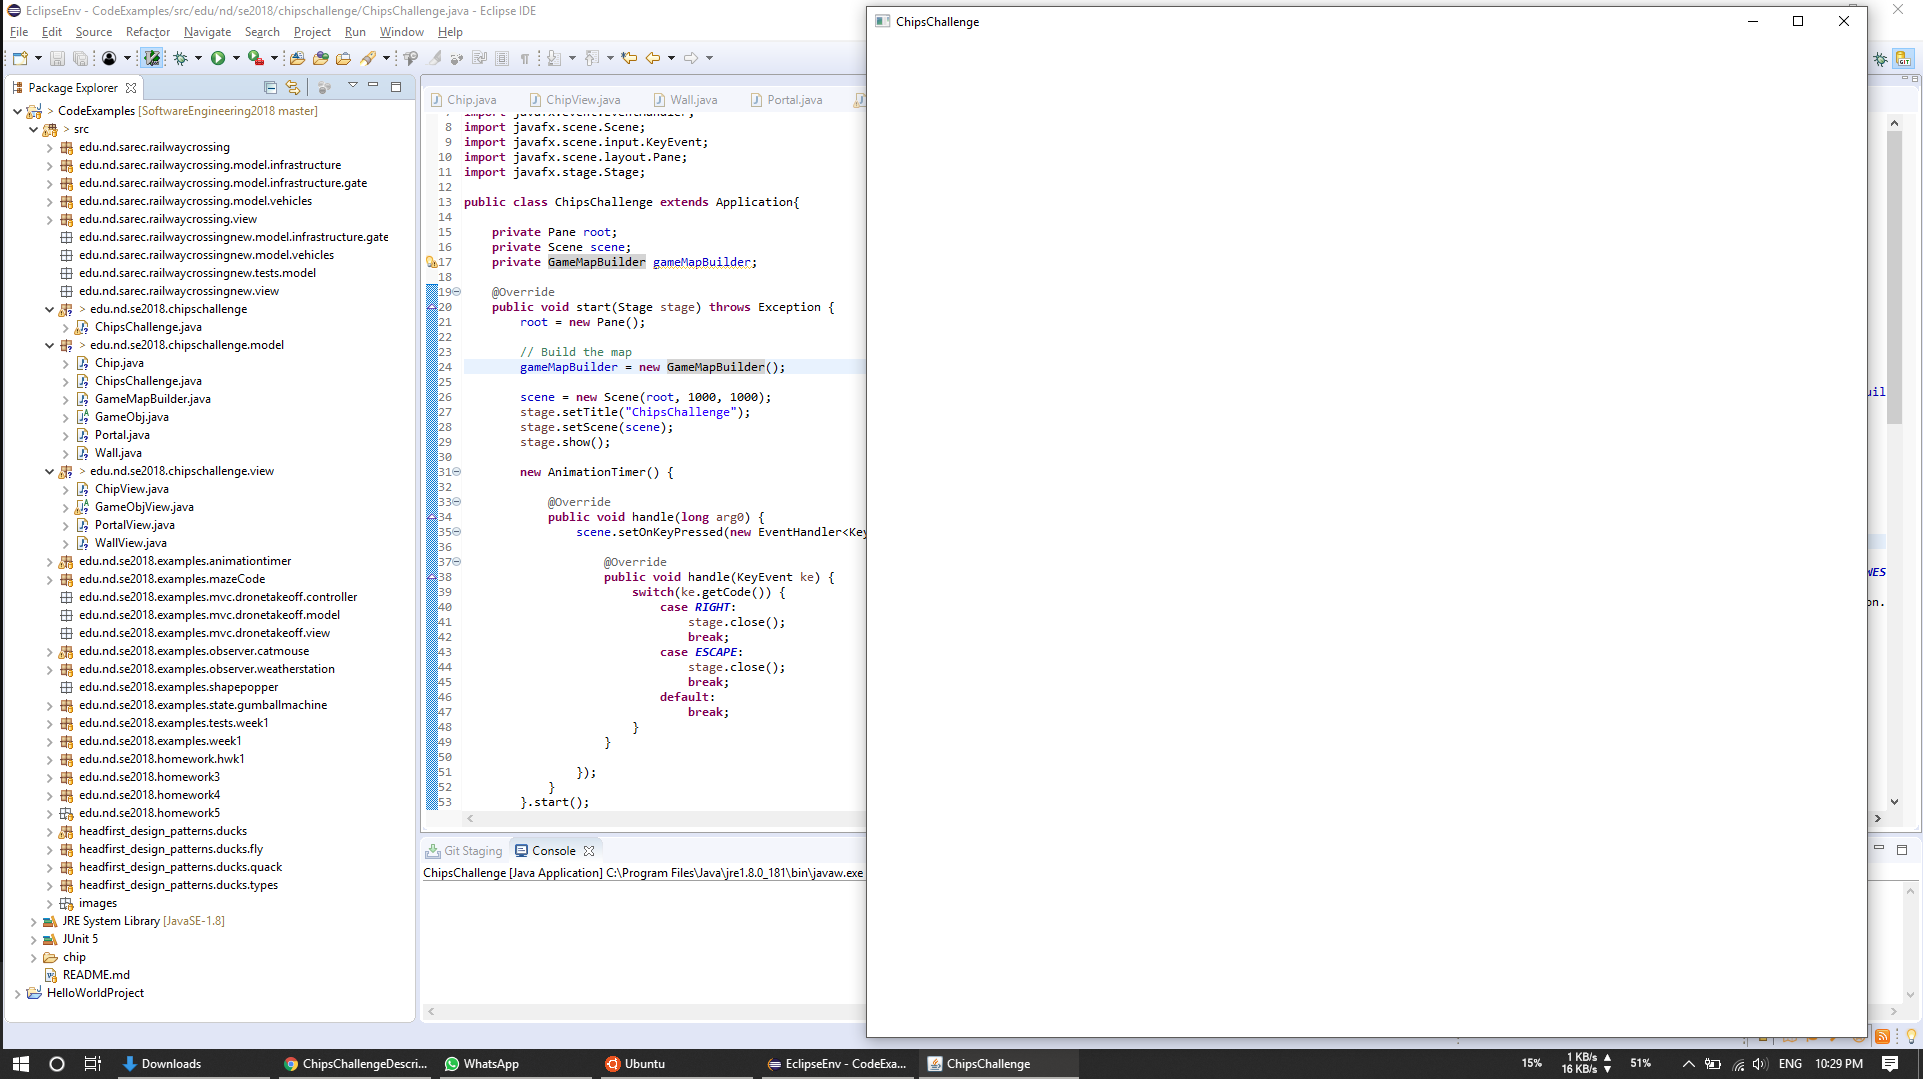 EclipseEnv - CodeExamples/src/edu/nd/se2018/chipschallenge/ChipsChallenge.java - Eclipse IDE
File Edit Source Refactor Navigate Search Project Run Window Help
Package Explorer
> CodeExamples [SoftwareEngineering2018 master]
> src
edu.nd.sarec.railwaycrossing
edu.nd.sarec.railwaycrossing.model.infrastructure
edu.nd.sarec.railwaycrossing.model.infrastructure.gate
edu.nd.sarec.railwaycrossing.model.vehicles
edu.nd.sarec.railwaycrossing.view
edu.nd.sarec.railwaycrossingnew.model.infrastructure.gate
edu.nd.sarec.railwaycrossingnew.model.vehicles
edu.nd.sarec.railwaycrossingnew.tests.model
edu.nd.sarec.railwaycrossingnew.view
> edu.nd.se2018.chipschallenge
ChipsChallenge.java
> edu.nd.se2018.chipschallenge.model
Chip.java
ChipsChallenge.java
GameMapBuilder.java
GameObj.java
Portal.java
Wall.java
> edu.nd.se2018.chipschallenge.view
ChipView.java
GameObjView.java
PortalView.java
WallView.java
edu.nd.se2018.examples.animationtimer
edu.nd.se2018.examples.mazeCode
edu.nd.se2018.examples.mvc.dronetakeoff.controller
edu.nd.se2018.examples.mvc.dronetakeoff.model
edu.nd.se2018.examples.mvc.dronetakeoff.view
edu.nd.se2018.examples.observer.catmouse
edu.nd.se2018.examples.observer.weatherstation
edu.nd.se2018.examples.shapepopper
edu.nd.se2018.examples.state.gumballmachine
edu.nd.se2018.examples.tests.week1
edu.nd.se2018.examples.week1
edu.nd.se2018.homework.hwk1
edu.nd.se2018.homework3
edu.nd.se2018.homework4
edu.nd.se2018.homework5
headfirst_design_patterns.ducks
headfirst_design_patterns.ducks.fly
headfirst_design_patterns.ducks.quack
headfirst_design_patterns.ducks.types
images
JRE System Library [JavaSE-1.8]
JUnit 5
chip
README.md
HelloWorldProject
Chip.java ChipView.java Wall.java Portal.java
7 import javafx.event.EventHandler;
8 import javafx.scene.Scene;
9 import javafx.scene.input.KeyEvent;
10 import javafx.scene.layout.Pane;
11 import javafx.stage.Stage;
12
13 public class ChipsChallenge extends Application{
14
15 private Pane root;
16 private Scene scene;
17 private GameMapBuilder gameMapBuilder;
18
19 @Override
20 public void start(Stage stage) throws Exception {
21 root = new Pane();
22
23 // Build the map
24 gameMapBuilder = new GameMapBuilder();
25
26 scene = new Scene(root, 1000, 1000);
27 stage.setTitle("ChipsChallenge");
28 stage.setScene(scene);
29 stage.show();
30
31 new AnimationTimer() {
32
33 @Override
34 public void handle(long arg0) {
35 scene.setOnKeyPressed(new EventHandler<Key
36
37 @Override
38 public void handle(KeyEvent ke) {
39 switch(ke.getCode()) {
40 case RIGHT:
41 stage.close();
42 break;
43 case ESCAPE:
44 stage.close();
45 break;
46 default:
47 break;
48 }
49 }
50
51 });
52 }
53 }.start();
Git Staging Console
ChipsChallenge [Java Application] C:\Program Files\Java\jre1.8.0_181\bin\javaw.exe
ChipsChallenge
uil
WES
on.
GIT
Downloads ChipsChallengeDescri... WhatsApp Ubuntu EclipseEnv - CodeExa... ChipsChallenge
15% 1 KB/s 16 KB/s 51% ENG 10:29 PM